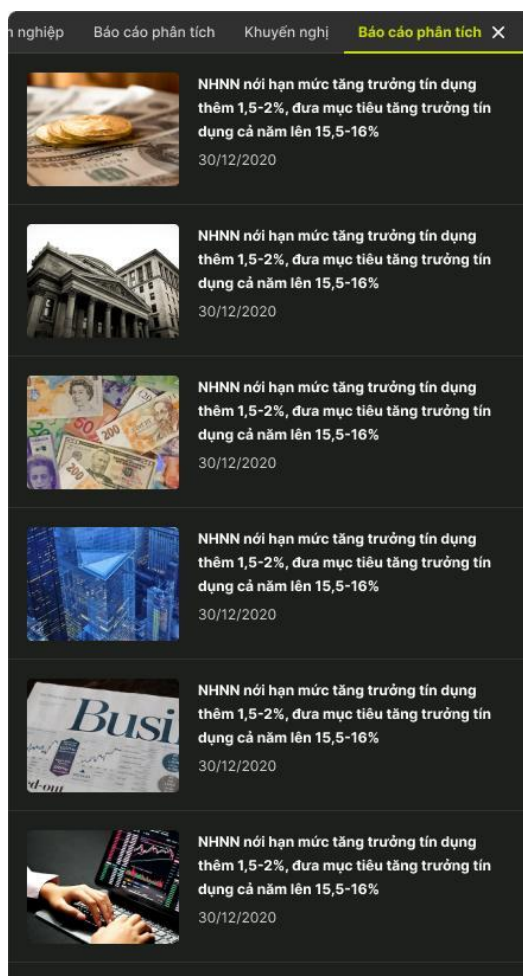 nghiệp Báo cáo phân tích Khuyến nghị Báo cáo phân tích
NHNN nới hạn mức tăng trưởng tín dụng
thêm 1,5-2%, đưa mục tiêu tăng trưởng tín
dụng cả năm lên 15,5-16%
30/12/2020
NHNN nới hạn mức tăng trưởng tín dụng
thêm 1,5-2%, đưa mục tiêu tăng trưởng tín
dụng cả năm lên 15,5-16%
30/12/2020
NHNN nới hạn mức tăng trưởng tín dụng
thêm 1,5-2%, đưa mục tiêu tăng trưởng tín
dụng cả năm lên 15,5-16%
30/12/2020
£20
50
200
200
NHNN nới hạn mức tăng trưởng tín dụng
thêm 1,5-2%, đưa mục tiêu tăng trưởng tín
dụng cả năm lên 15,5-16%
30/12/2020
NHNN nới hạn mức tăng trưởng tín dụng
thêm 1,5-2%, đưa mục tiêu tăng trưởng tín
dụng cả năm lên 15,5-16%
30/12/2020
Busi
NHNN nới hạn mức tăng trưởng tín dụng
thêm 1,5-2%, đưa mục tiêu tăng trưởng tín
dụng cả năm lên 15,5-16%
30/12/2020